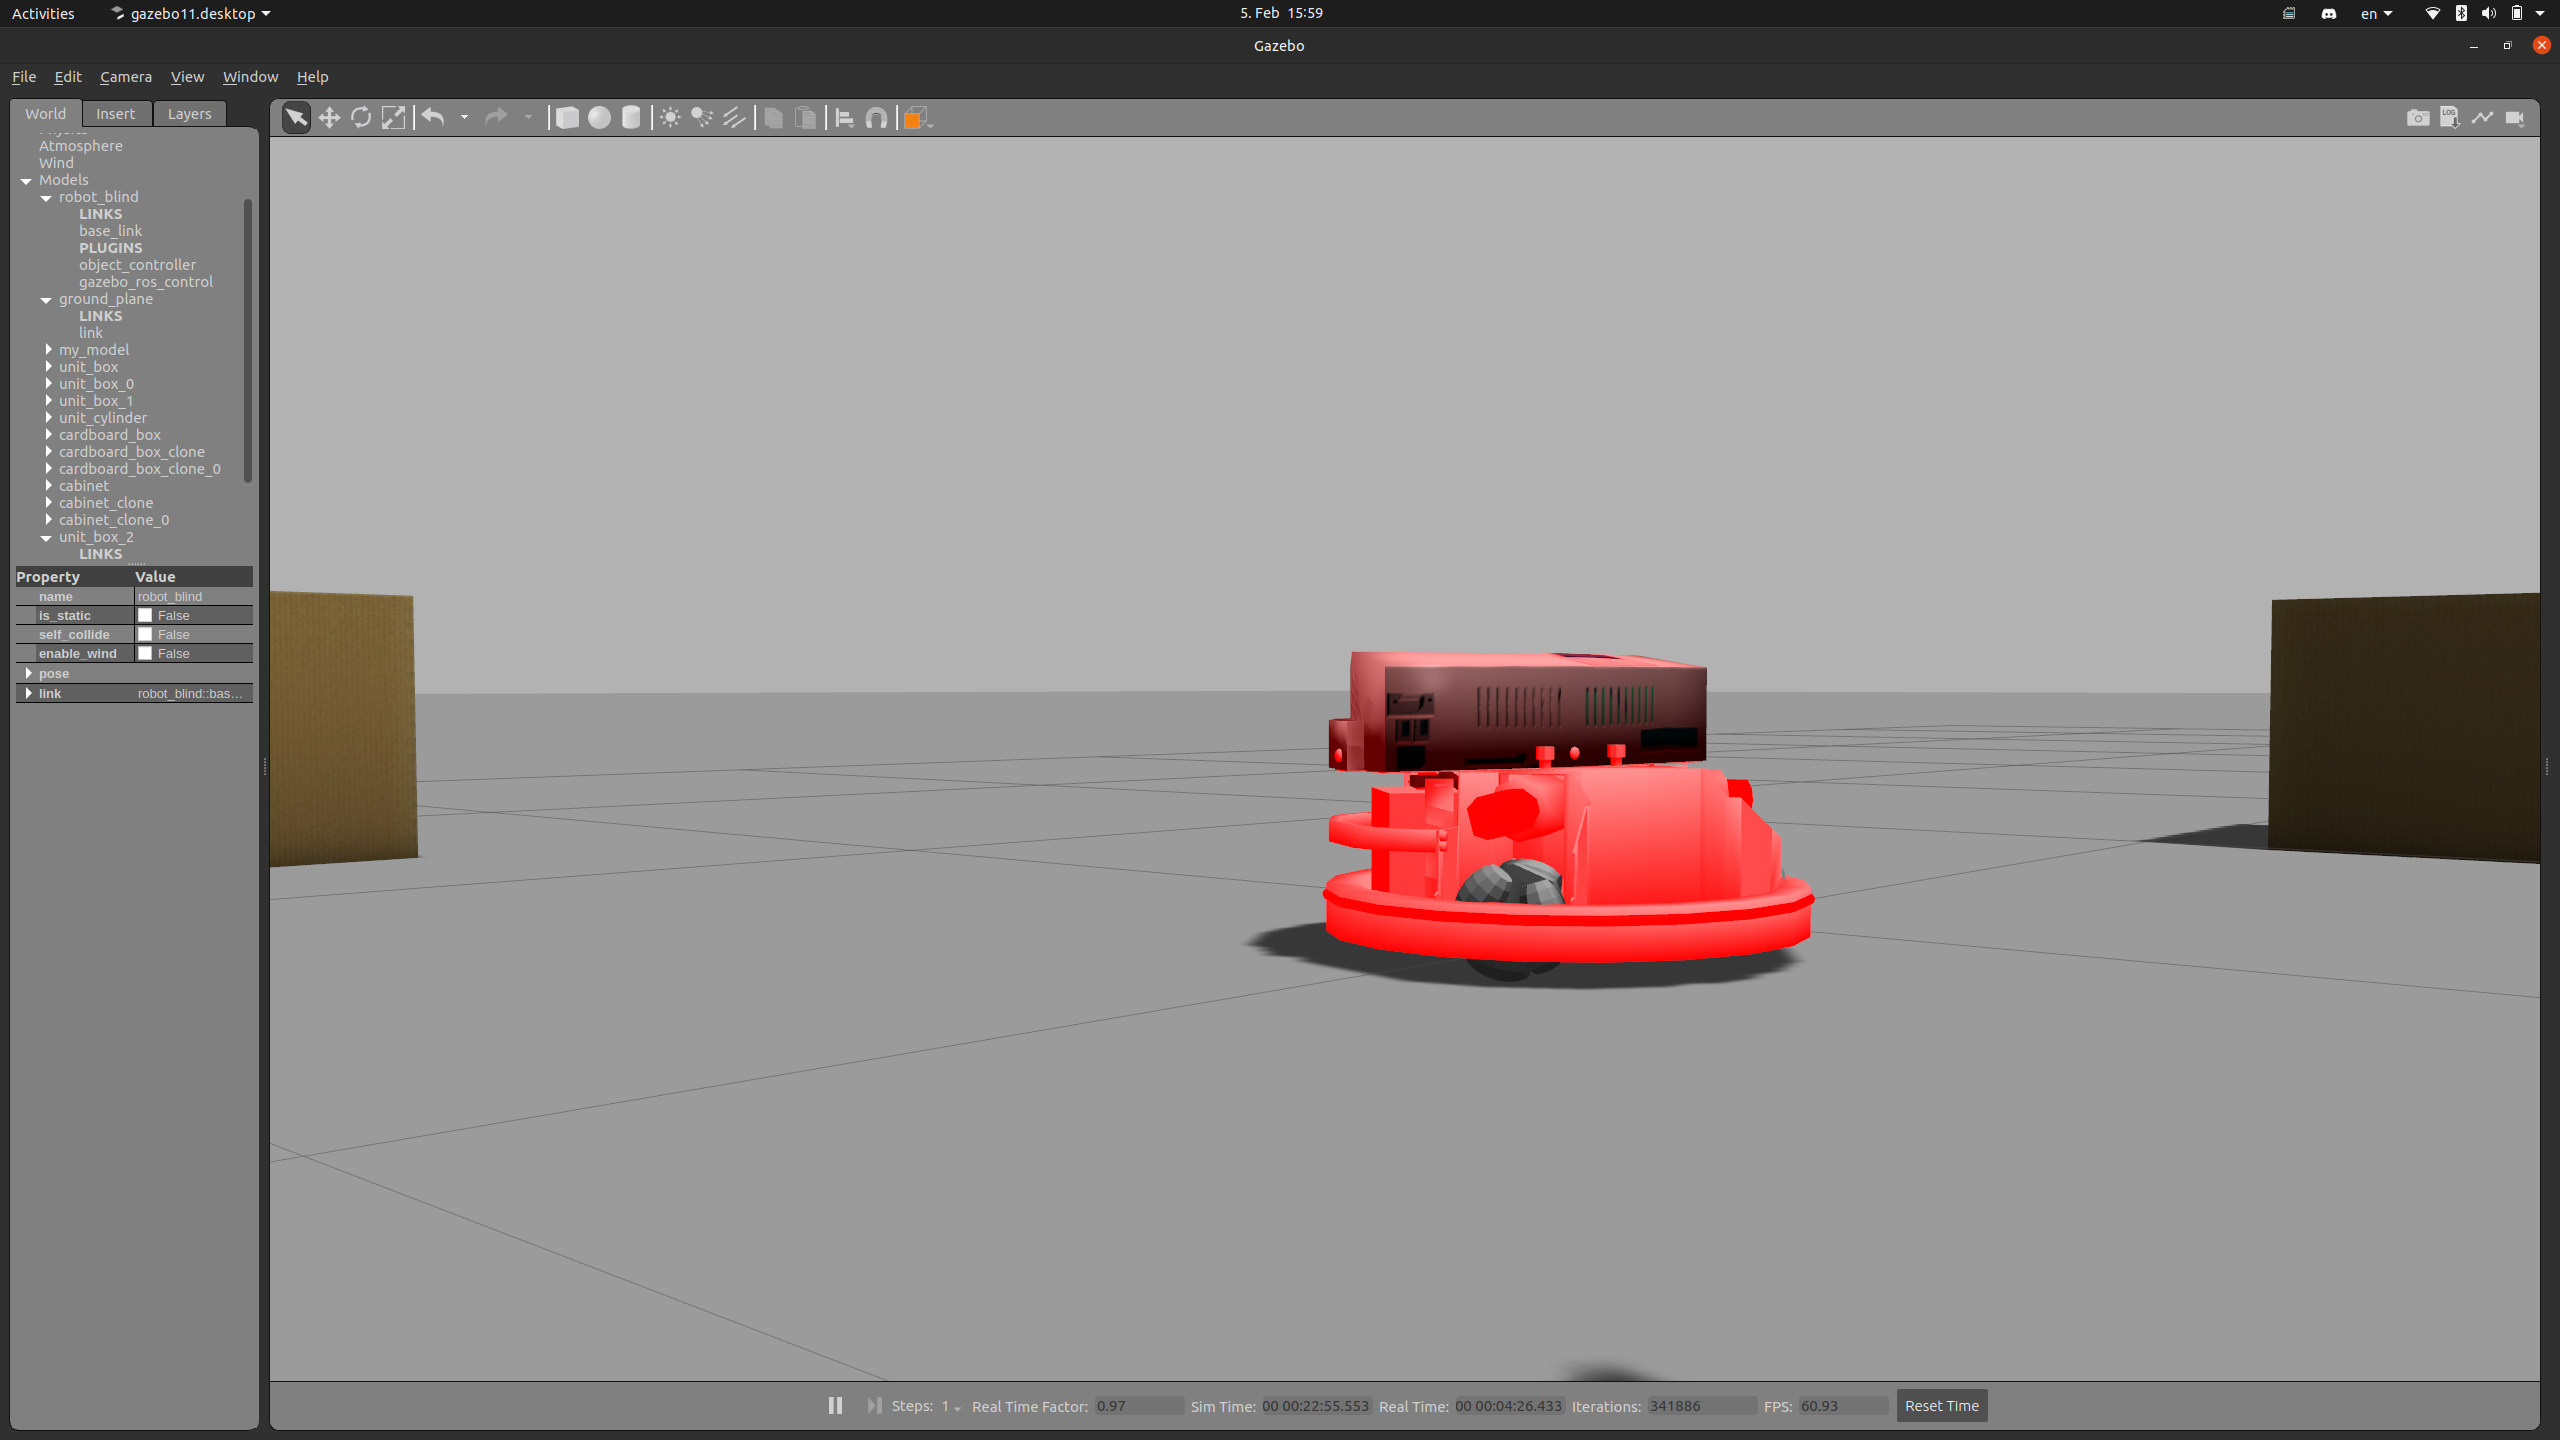 Activities gazebo11.desktop 5. Feb 15:59 en
Gazebo
File Edit Camera View Window Help
World Insert Layers
Atmosphere
Wind
Models
robot_blind
LINKS
base_link
PLUGINS
object_controller
gazebo_ros_control
ground_plane
LINKS
link
my_model
unit_box
unit_box_0
unit_box_1
unit_cylinder
cardboard_box
cardboard_box_clone
cardboard_box_clone_0
cabinet
cabinet_clone
cabinet_clone_0
unit_box_2
LINKS
Property Value
name robot_blind
is_static False
self_collide False
enable_wind False
pose
link robot_blind::bas...
LOG
Steps: 1 Real Time Factor: 0.97 Sim Time: 00 00:22:55.553 Real Time: 00 00:04:26.433 Iterations: 341886 FPS: 60.93 Reset Time